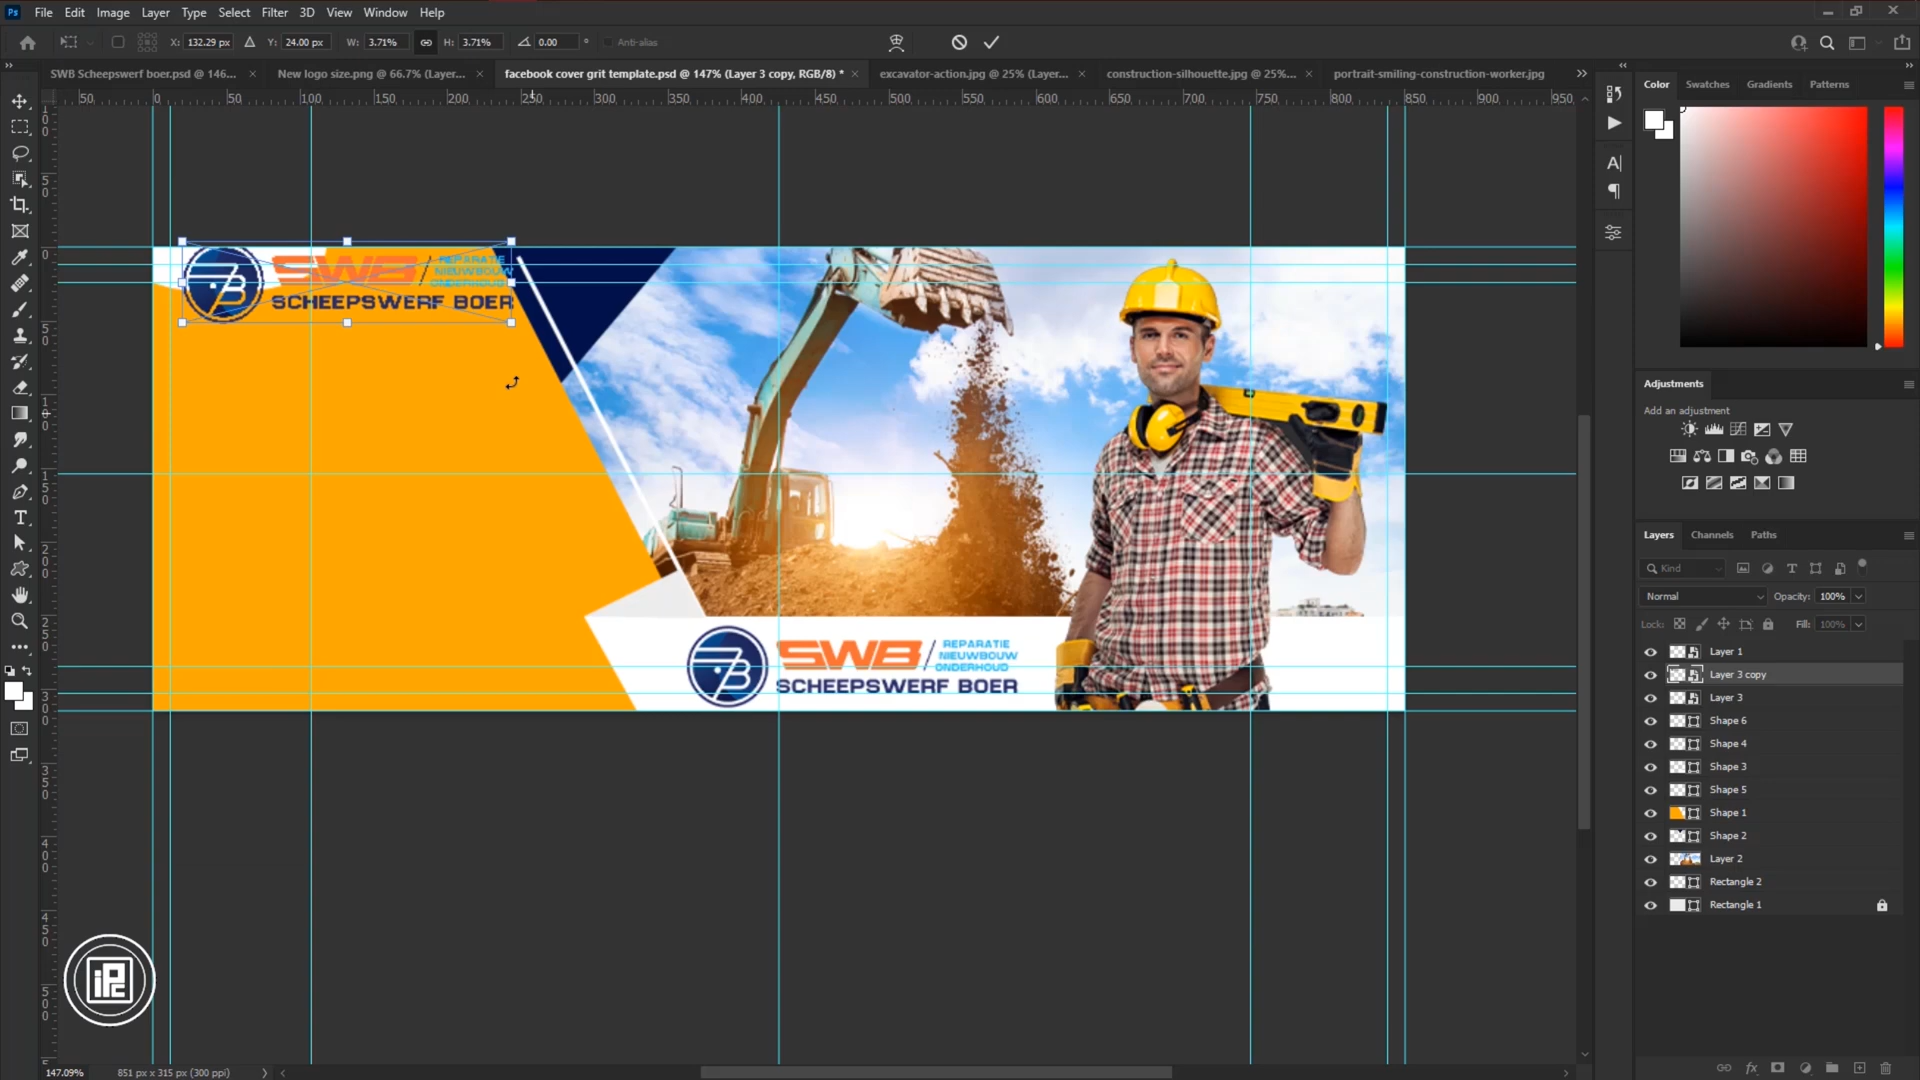 Ps File Edit Image Layer Type Select Filter 3D View Window Help
X: 132.29 px Y: 24.00 px W: 3.71% H: 3.71% 0.00 ° Anti-alias
SWB Scheepswerf boer.psd @ 146... × New logo size.png @ 66.7% (Layer... × facebook cover grit template.psd @ 147% (Layer 3 copy, RGB/8) * × excavator-action.jpg @ 25% (Layer... × construction-silhouette.jpg @ 25%... × portrait-smiling-construction-worker.jpg
50 0 50 100 150 200 250 300 350 400 450 500 550 600 650 700 750 800 850 900 950
Color Swatches Gradients Patterns
SWB / REPARATIE
NIEUWBOUW
ONDERHOUD
SCHEEPSWERF BOER
SWB / REPARATIE
NIEUWBOUW
ONDERHOUD
SCHEEPSWERF BOER
Adjustments
Add an adjustment
Layers Channels Paths
Kind
Normal Opacity: 100%
Lock: Fill: 100%
Layer 1
Layer 3 copy
Layer 3
Shape 6
Shape 4
Shape 3
Shape 5
Shape 1
Shape 2
Layer 2
Rectangle 2
Rectangle 1
147.09% 851 px x 315 px (300 ppi)